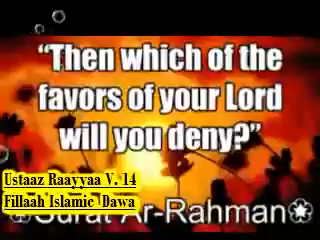 “Then which of the
favors of your Lord
will you deny?”
Ustaaz Raayyaa V. 14
Fillaah Islamic Dawa
Surat Ar-Rahman